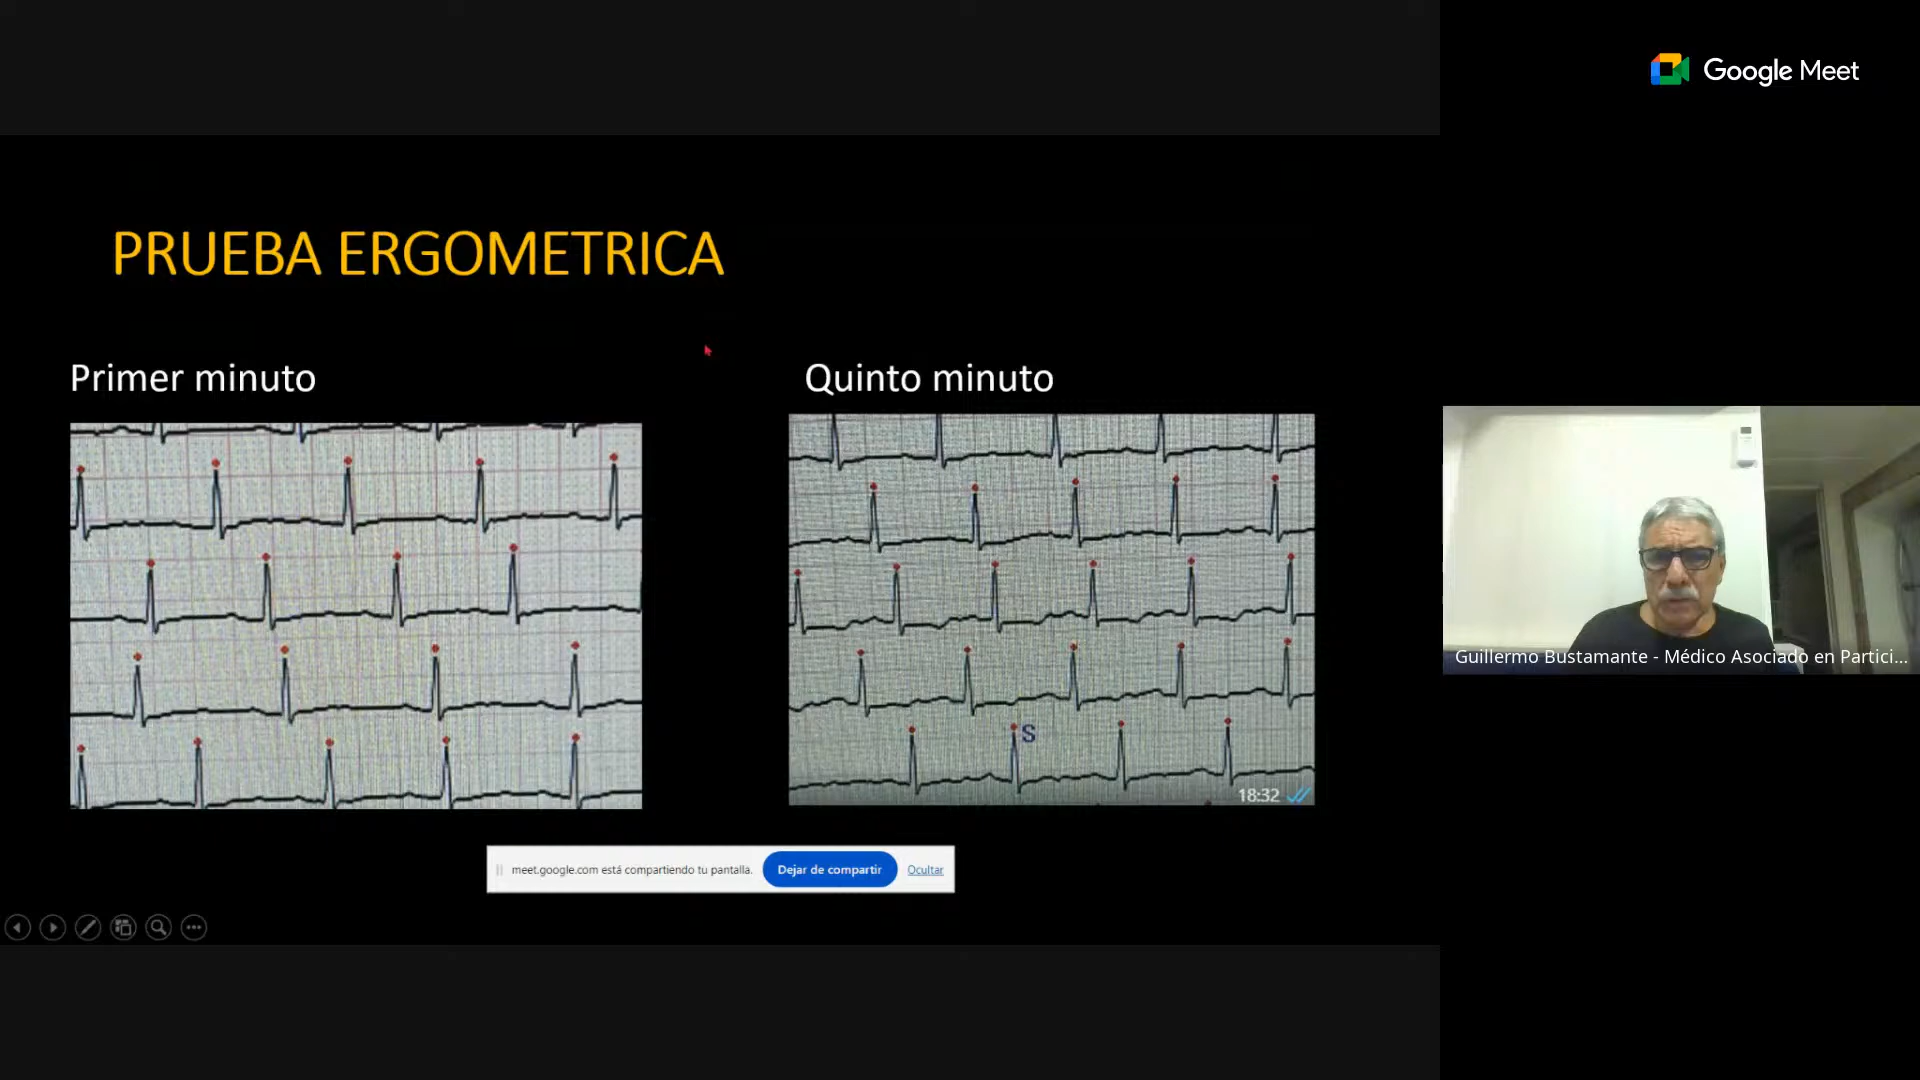 Google Meet
PRUEBA ERGOMETRICA
Primer minuto
Quinto minuto
S
18:32
Guillermo Bustamante - Médico Asociado en Partici...
meet.google.com está compartiendo tu pantalla.
Dejar de compartir
Ocultar